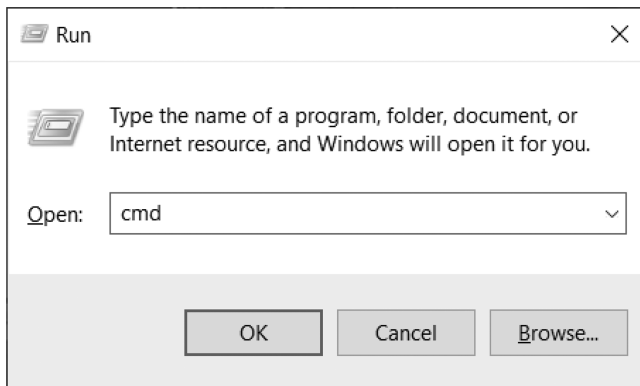 Run
Type the name of a program, folder, document, or
Internet resource, and Windows will open it for you.
Open: cmd
OK Cancel Browse...